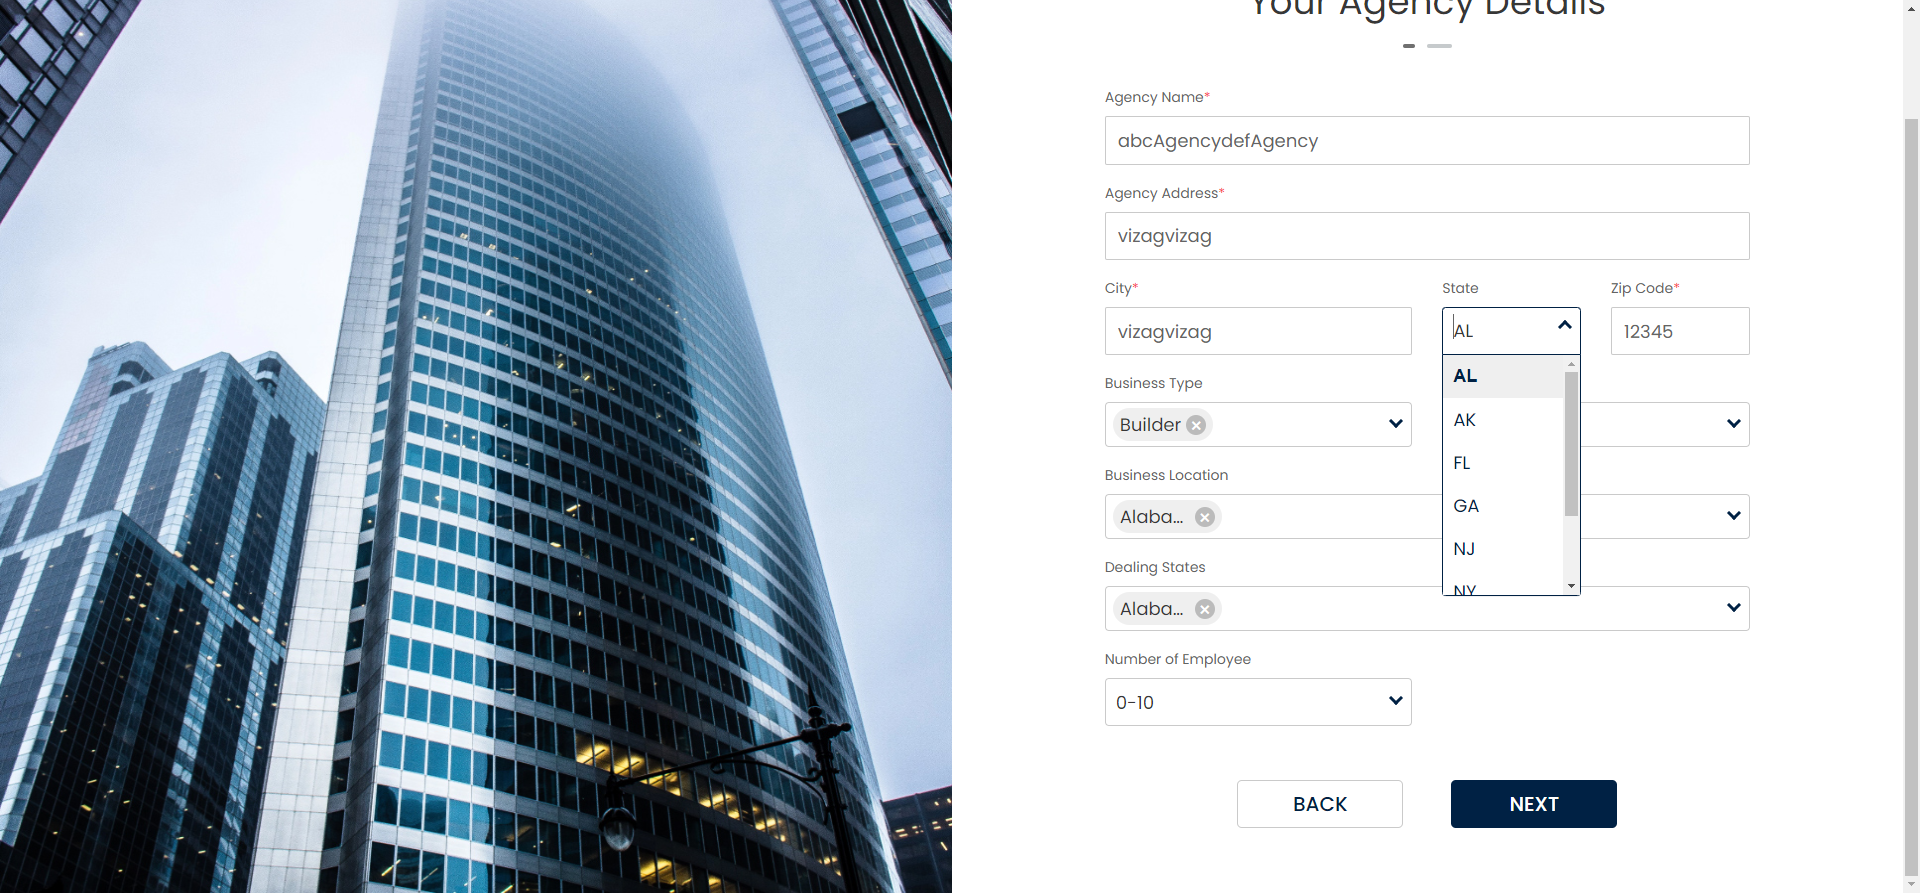 Your Agency Details
Agency Name*
abcAgencydefAgency
Agency Address*
vizagvizag
City* State Zip Code*
vizagvizag AL 12345
AL
AK
FL
GA
NJ
NY
Business Type
Builder
Business Location
Alaba...
Dealing States
Alaba...
Number of Employee
0-10
BACK NEXT